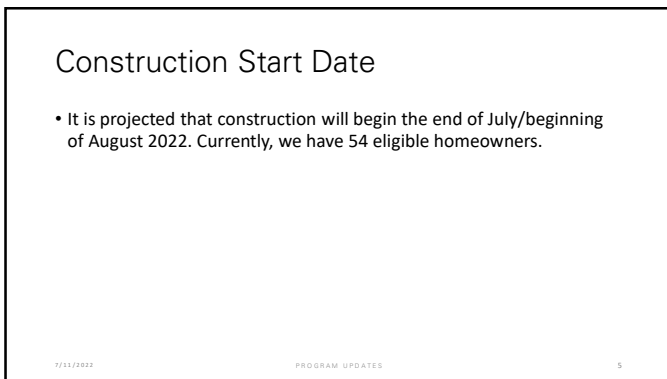 Construction Start Date
• It is projected that construction will begin the end of July/beginning
of August 2022. Currently, we have 54 eligible homeowners.
7/11/2022 PROGRAM UPDATES 5